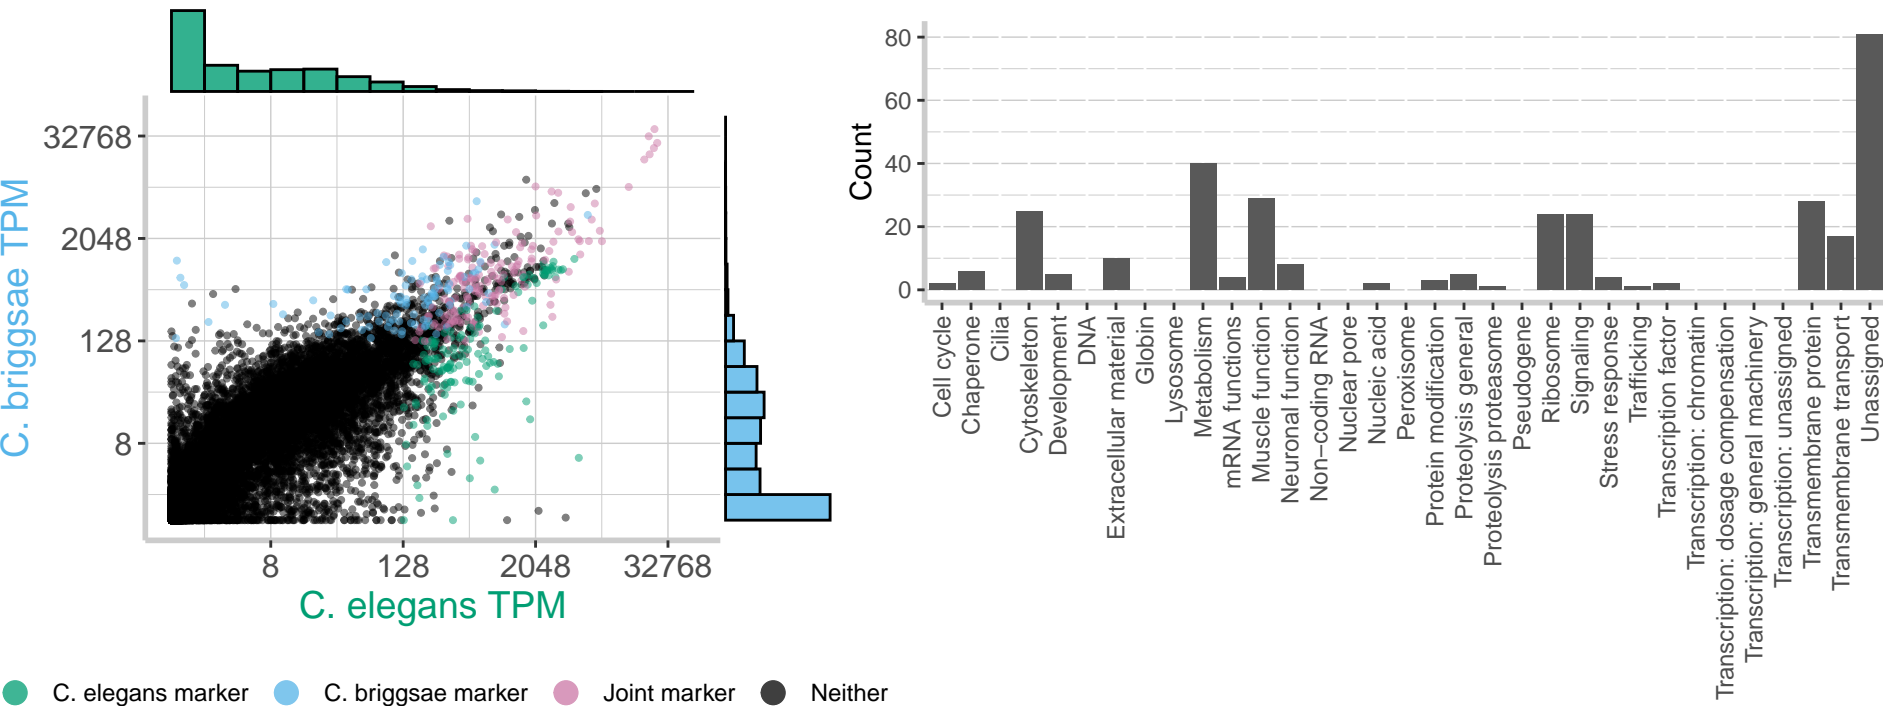 32768
2048
128
8
C. briggsae TPM
8
128
2048
32768
C. elegans TPM
C. elegans marker
C. briggsae marker
Joint marker
Neither
80
60
40
20
0
Count
Cell cycle
Chaperone
Cilia
Cytoskeleton
Development
DNA
Extracellular material
Globin
Lysosome
Metabolism
mRNA functions
Muscle function
Neuronal function
Non−coding RNA
Nuclear pore
Nucleic acid
Peroxisome
Protein modification
Proteolysis general
Proteolysis proteasome
Pseudogene
Ribosome
Signaling
Stress response
Trafficking
Transcription factor
Transcription: chromatin
Transcription: dosage compensation
Transcription: general machinery
Transcription: unassigned
Transmembrane protein
Transmembrane transport
Unassigned